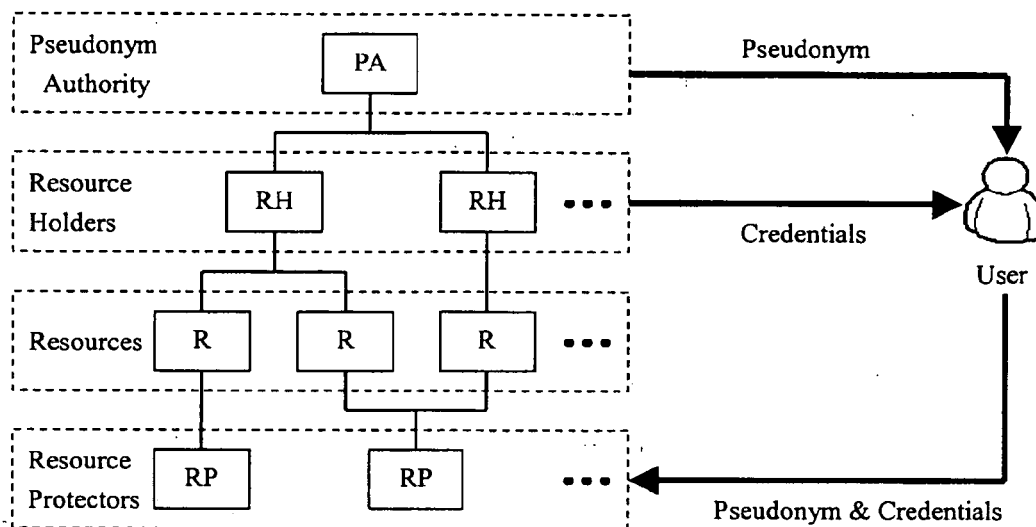 Pseudonym
Authority
PA
Pseudonym
Resource
Holders
RH
RH
Credentials
User
Resources
R
R
R
Resource
Protectors
RP
RP
Pseudonym & Credentials